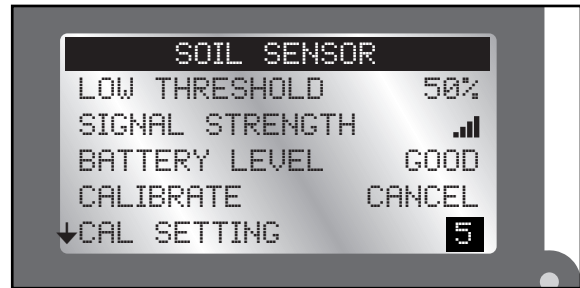 SOIL SENSOR
LOW THRESHOLD 50%
SIGNAL STRENGTH
BATTERY LEVEL GOOD
CALIBRATE CANCEL
CAL SETTING 5